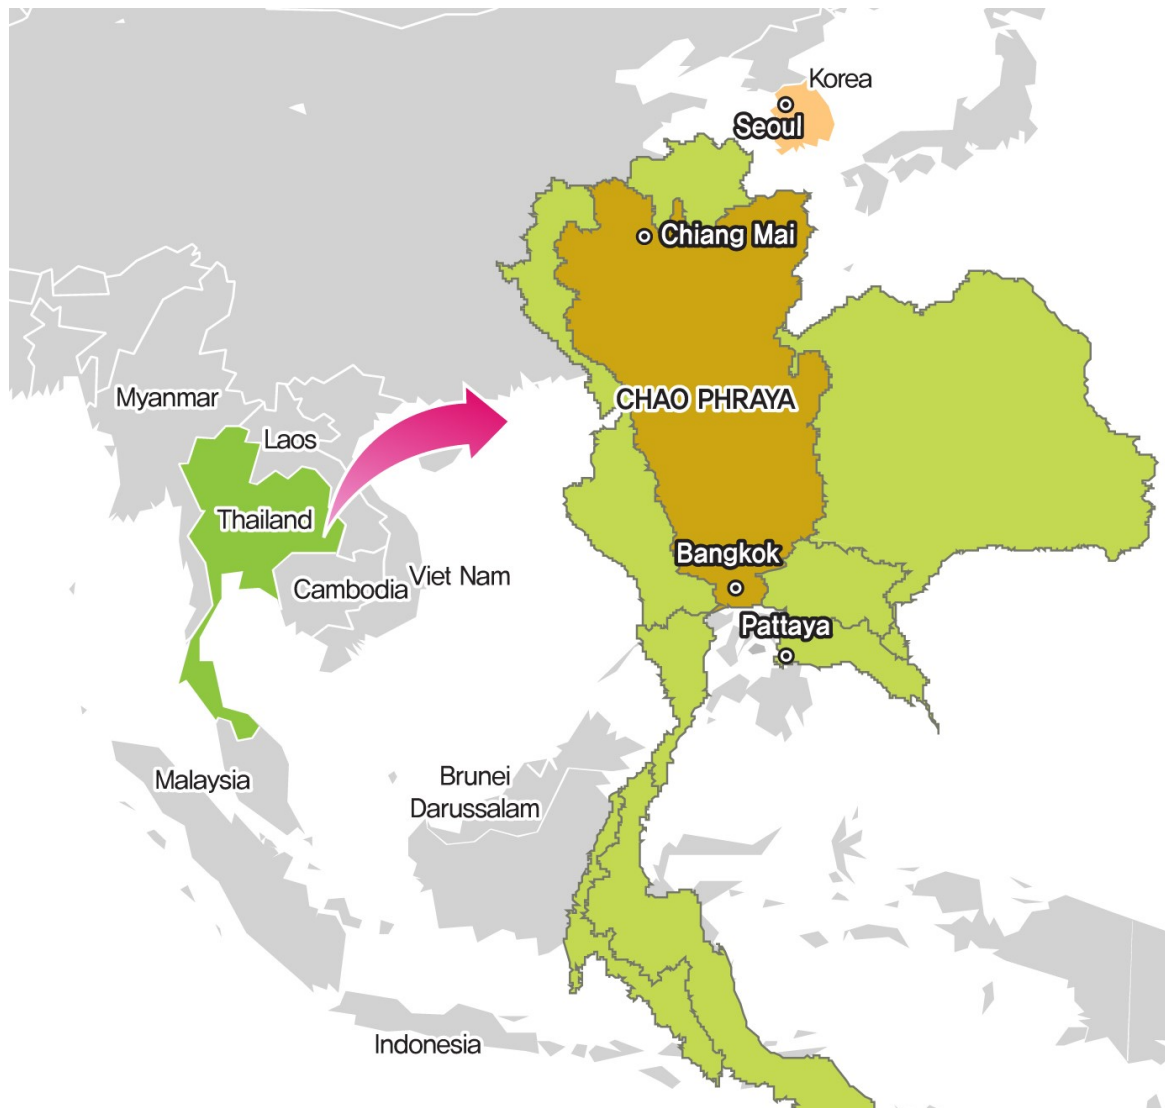 Korea
Seoul
Chiang Mai
Myanmar
CHAO PHRAYA
Laos
Thailand
Bangkok
Cambodia
Viet Nam
Pattaya
Malaysia
Brunei
Darussalam
Indonesia